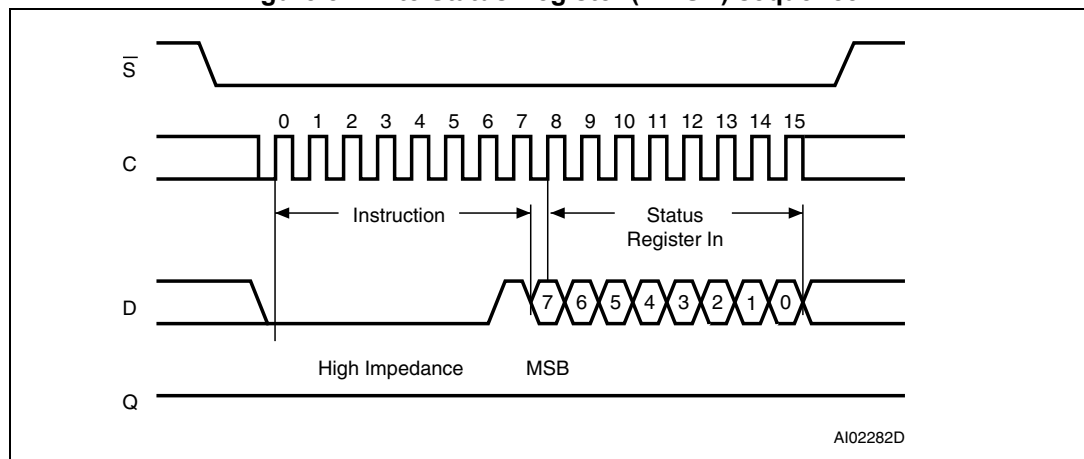 S
0 1 2 3 4 5 6 7 8 9 10 11 12 13 14 15
C
Instruction
Status
Register In
D
7 6 5 4 3 2 1 0
High Impedance
MSB
Q
AI02282D